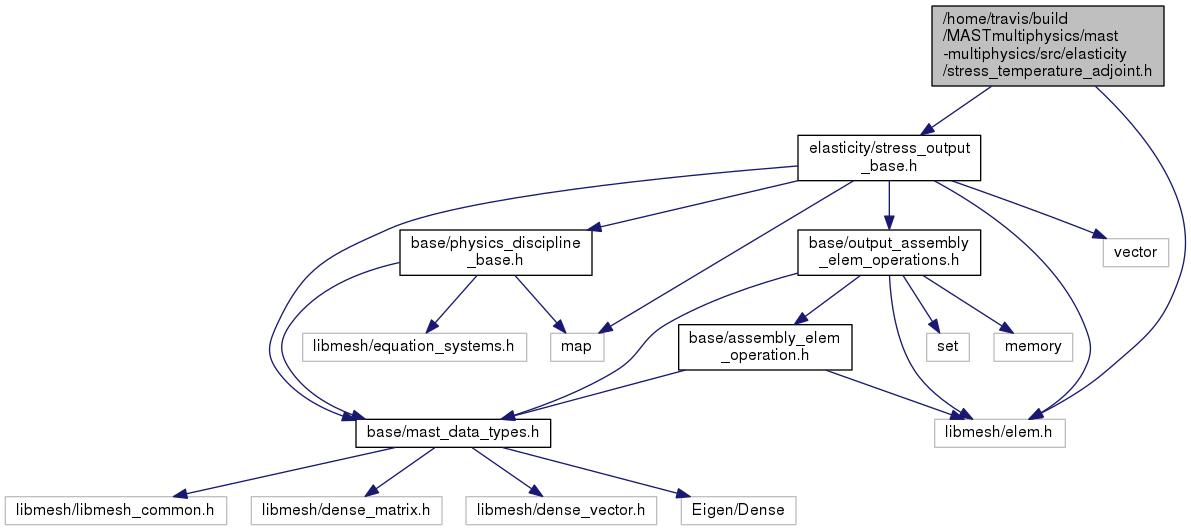 /home/travis/build
/MASTmultiphysics/mast
-multiphysics/src/elasticity
/stress_temperature_adjoint.h
elasticity/stress_output
_base.h
base/physics_discipline
_base.h
base/output_assembly
_elem_operations.h
vector
libmesh/equation_systems.h
map
base/assembly_elem
_operation.h
set
memory
base/mast_data_types.h
libmesh/elem.h
libmesh/libmesh_common.h
libmesh/dense_matrix.h
libmesh/dense_vector.h
Eigen/Dense